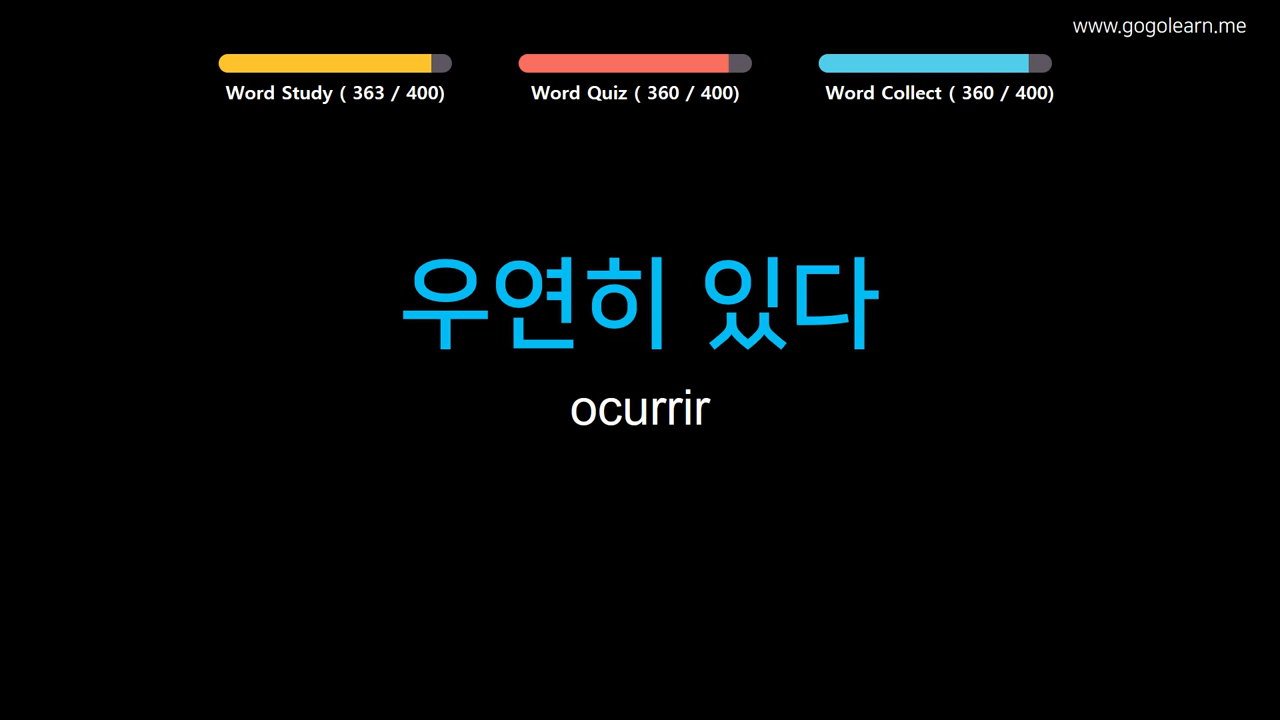 www.gogolearn.me
Word Study ( 363 / 400)
Word Quiz ( 360 / 400)
Word Collect ( 360 / 400)
우연히 있다
ocurrir